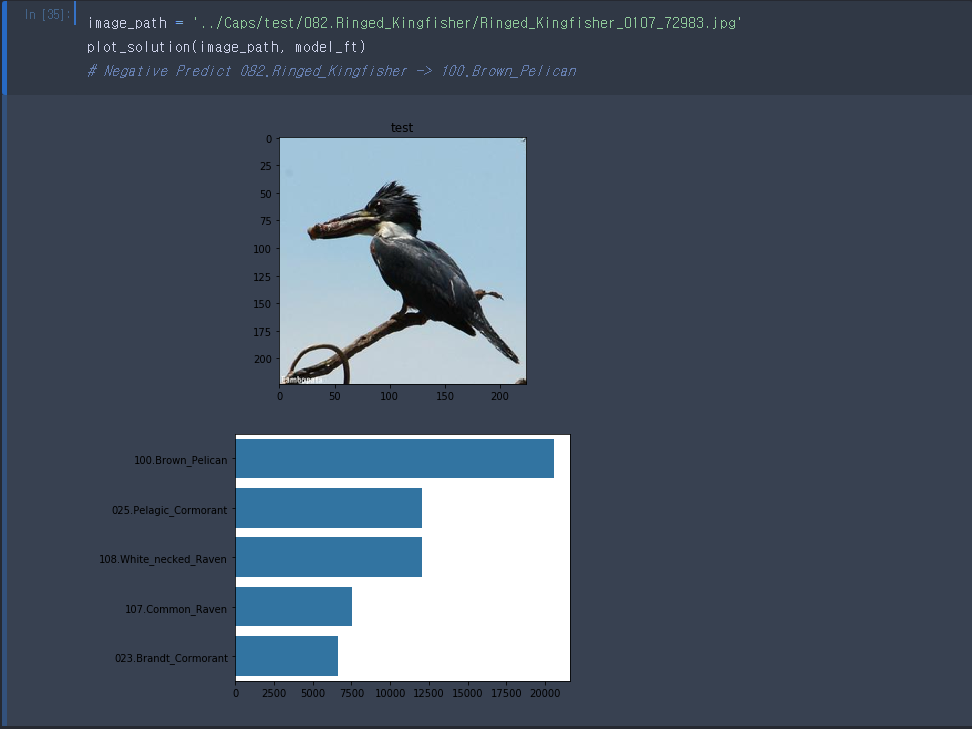 In [35]:
image_path = '../Caps/test/082.Ringed_Kingfisher/Ringed_Kingfisher_0107_72983.jpg'
plot_solution(image_path, model_ft)
# Negative Predict 082.Ringed_Kingfisher -> 100.Brown_Pelican
test
0
25
50
75
100
125
150
175
200
0 50 100 150 200
100.Brown_Pelican
025.Pelagic_Cormorant
108.White_necked_Raven
107.Common_Raven
023.Brandt_Cormorant
0 2500 5000 7500 10000 12500 15000 17500 20000